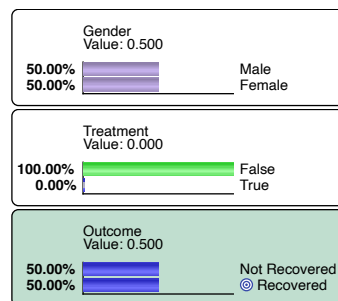 Gender
Value: 0.500
50.00% Male
50.00% Female
Treatment
Value: 0.000
100.00% False
0.00% True
Outcome
Value: 0.500
50.00% Not Recovered
50.00% Recovered